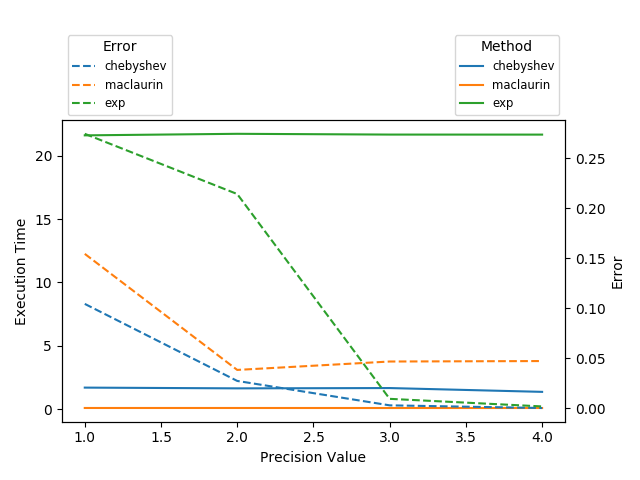 Error
chebyshev
maclaurin
exp
Method
chebyshev
maclaurin
exp
20
15
10
5
0
Execution Time
0.25
0.20
0.15
0.10
0.05
0.00
Error
1.0 1.5 2.0 2.5 3.0 3.5 4.0
Precision Value